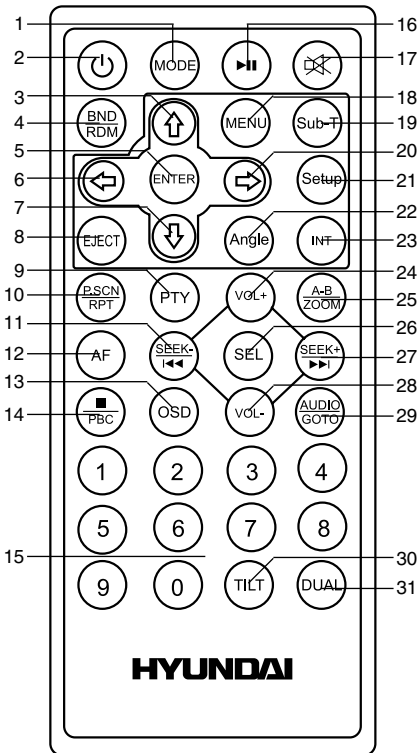 1
16
2
MODE
17
3
18
4
BND
RDM
MENU
Sub-T
19
5
20
6
ENTER
Setup
21
7
22
8
EJECT
Angle
INT
23
9
24
10
P.SCN
RPT
PTY
VOL+
A-B
ZOOM
25
11
26
12
AF
SEEK-
SEL
SEEK+
27
13
28
14
PBC
OSD
VOL-
AUDIO
GOTO
29
1 2 3 4
5 6 7 8
15
30
9 0 TILT DUAL
31
HYUNDAI